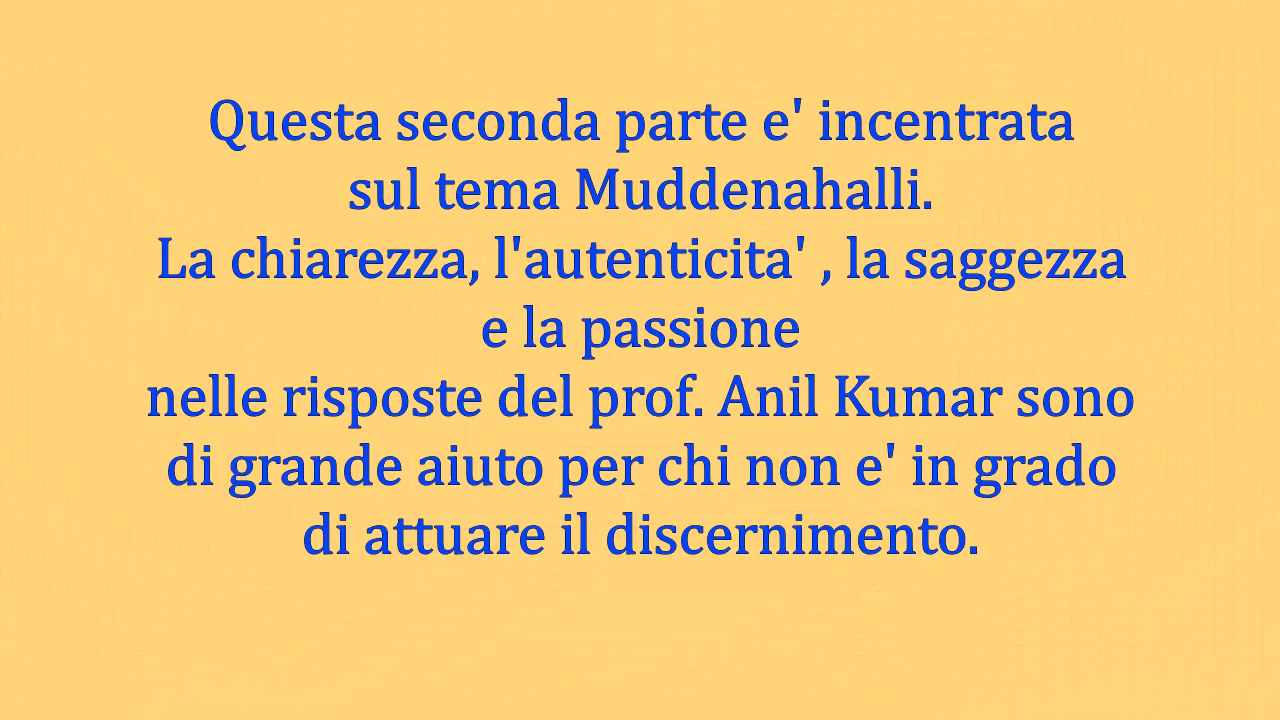 Questa seconda parte e' incentrata
sul tema Muddenahalli.
La chiarezza, l'autenticita' , la saggezza
e la passione
nelle risposte del prof. Anil Kumar sono
di grande aiuto per chi non e' in grado
di attuare il discernimento.